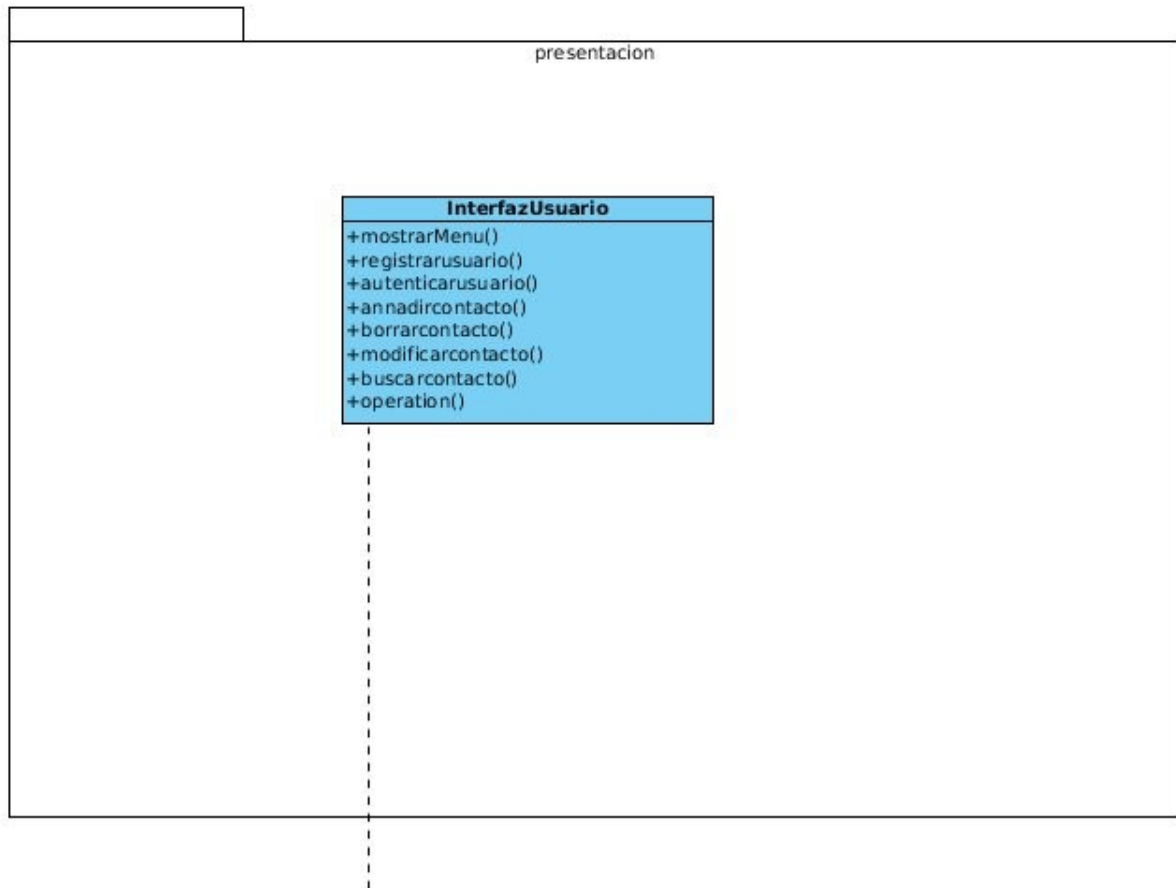 presentacion
InterfazUsuario
+mostrarMenu()
+registrarusuario()
+autenticarusuario()
+annadircontacto()
+borrarcontacto()
+modificarcontacto()
+buscarcontacto()
+operation()